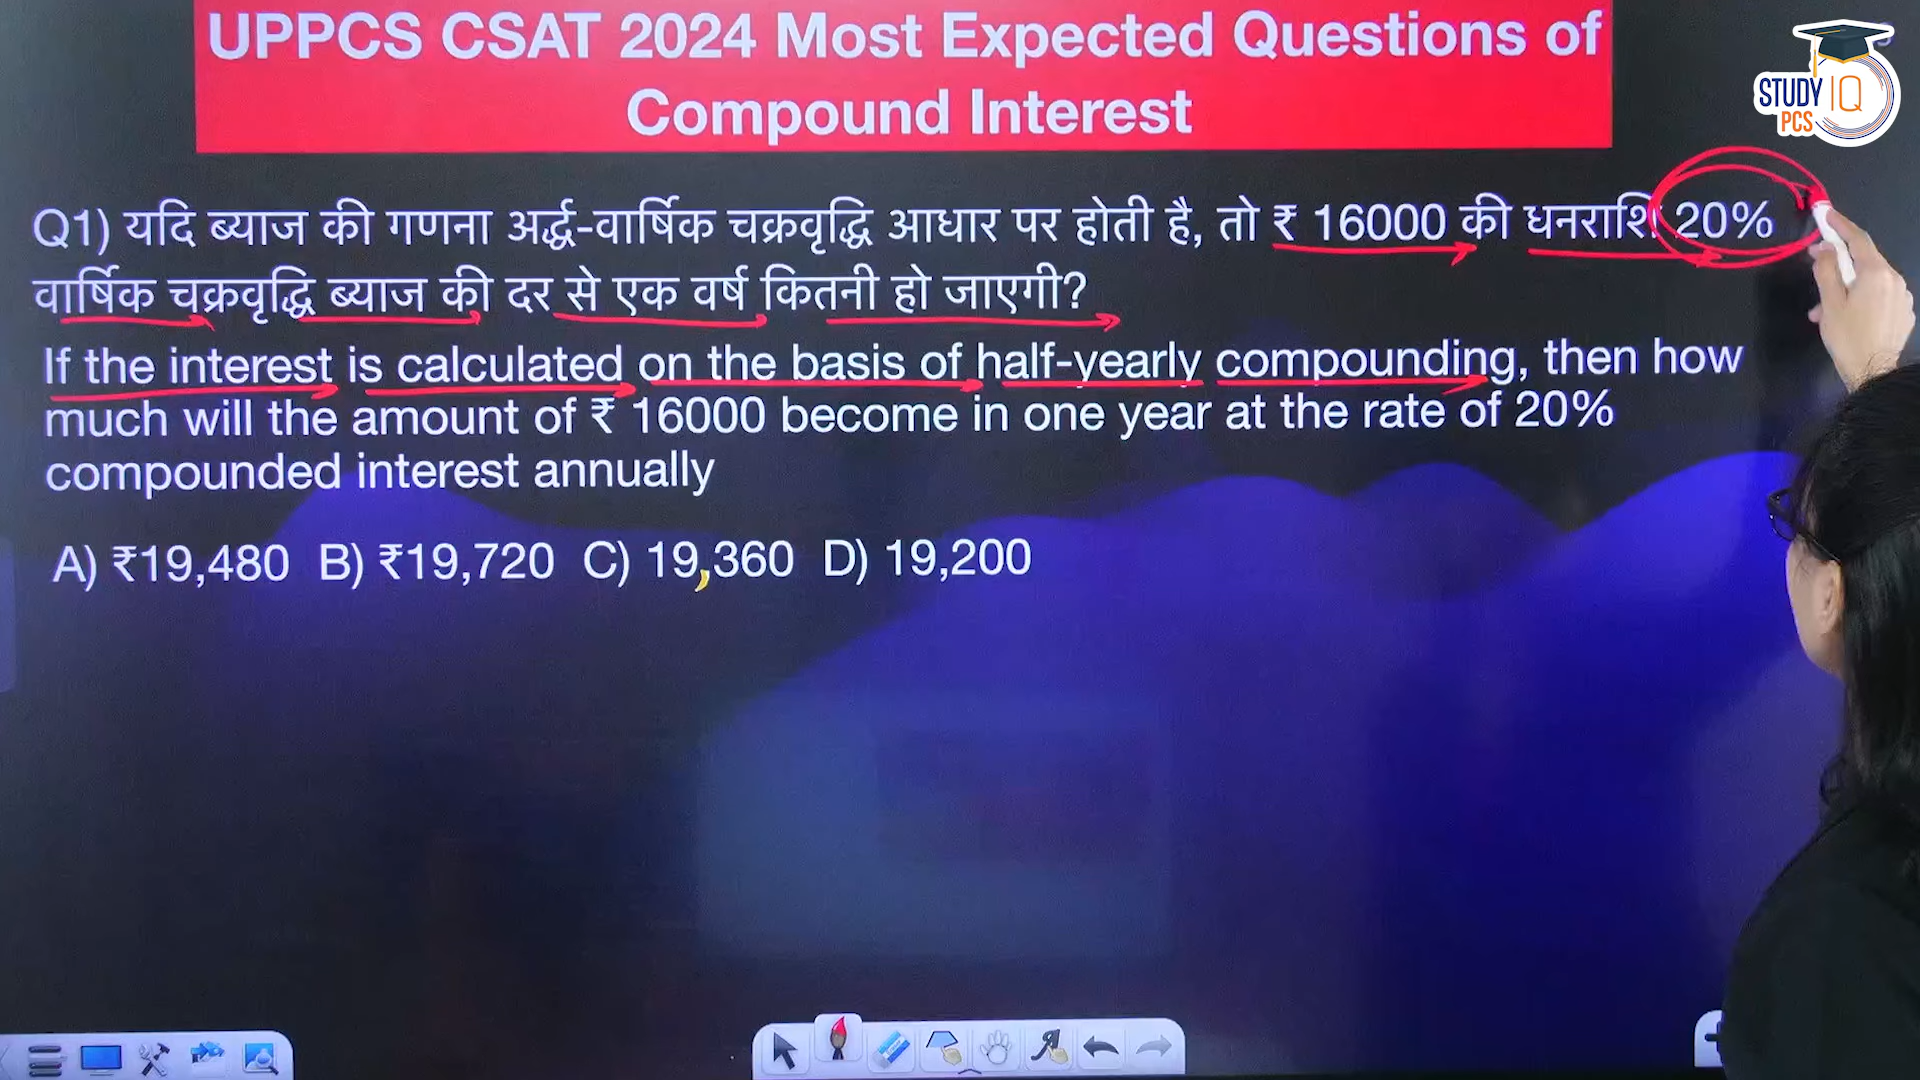 UPPCS CSAT 2024 Most Expected Questions of
Compound Interest
STUDY IQ
PCS
Q1) यदि ब्याज की गणना अर्द्ध-वार्षिक चक्रवृद्धि आधार पर होती है, तो ₹ 16000 की धनराशि 20%
वार्षिक चक्रवृद्धि ब्याज की दर से एक वर्ष कितनी हो जाएगी?
If the interest is calculated on the basis of half-yearly compounding, then how
much will the amount of ₹ 16000 become in one year at the rate of 20%
compounded interest annually
A) ₹19,480 B) ₹19,720 C) 19,360 D) 19,200